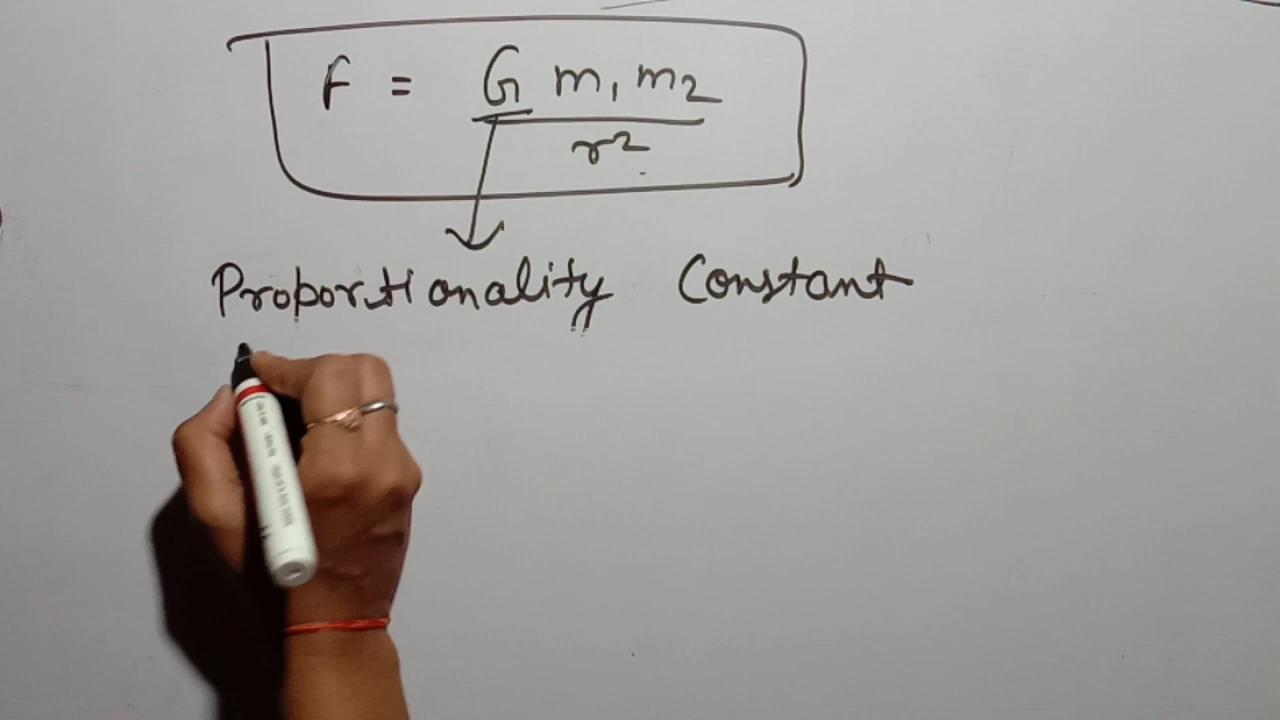 F = G m₁ m₂ / r²
Proportionality Constant